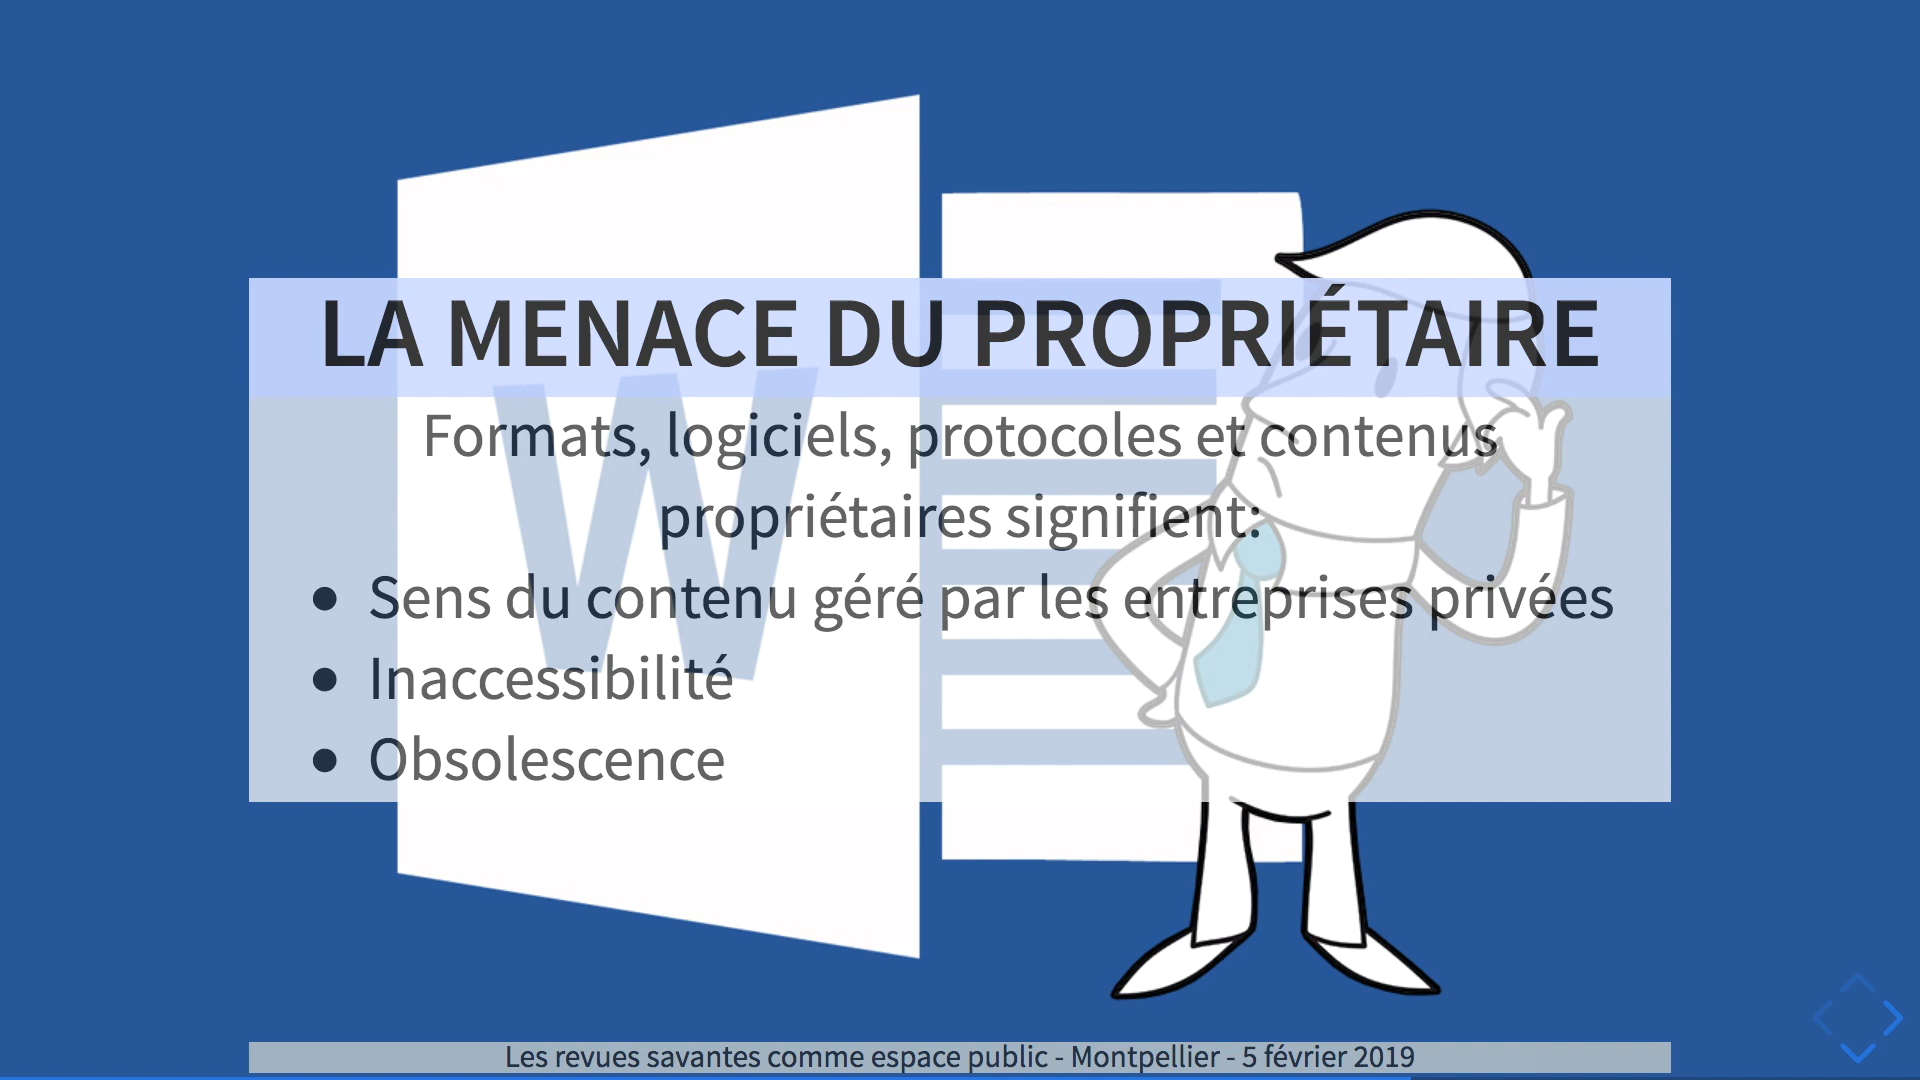 LA MENACE DU PROPRIÉTAIRE
W
Formats, logiciels, protocoles et contenus
propriétaires signifient:
• Sens du contenu géré par les entreprises privées
• Inaccessibilité
• Obsolescence
Les revues savantes comme espace public - Montpellier - 5 février 2019